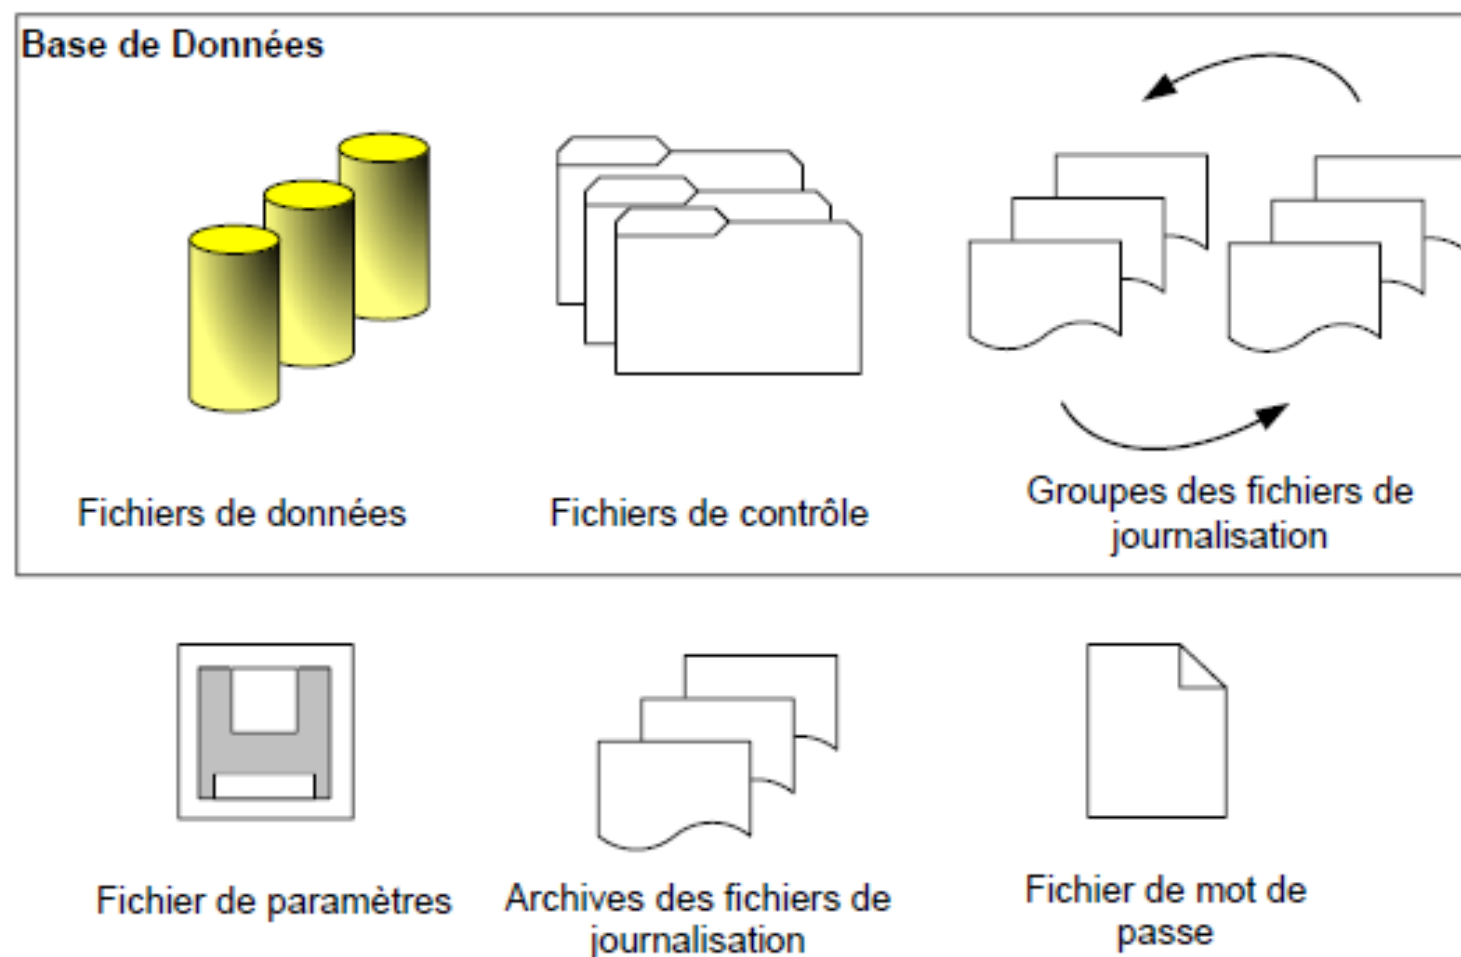 Base de Données
Fichiers de données
Fichiers de contrôle
Groupes des fichiers de
journalisation
Fichier de paramètres
Archives des fichiers de
journalisation
Fichier de mot de
passe